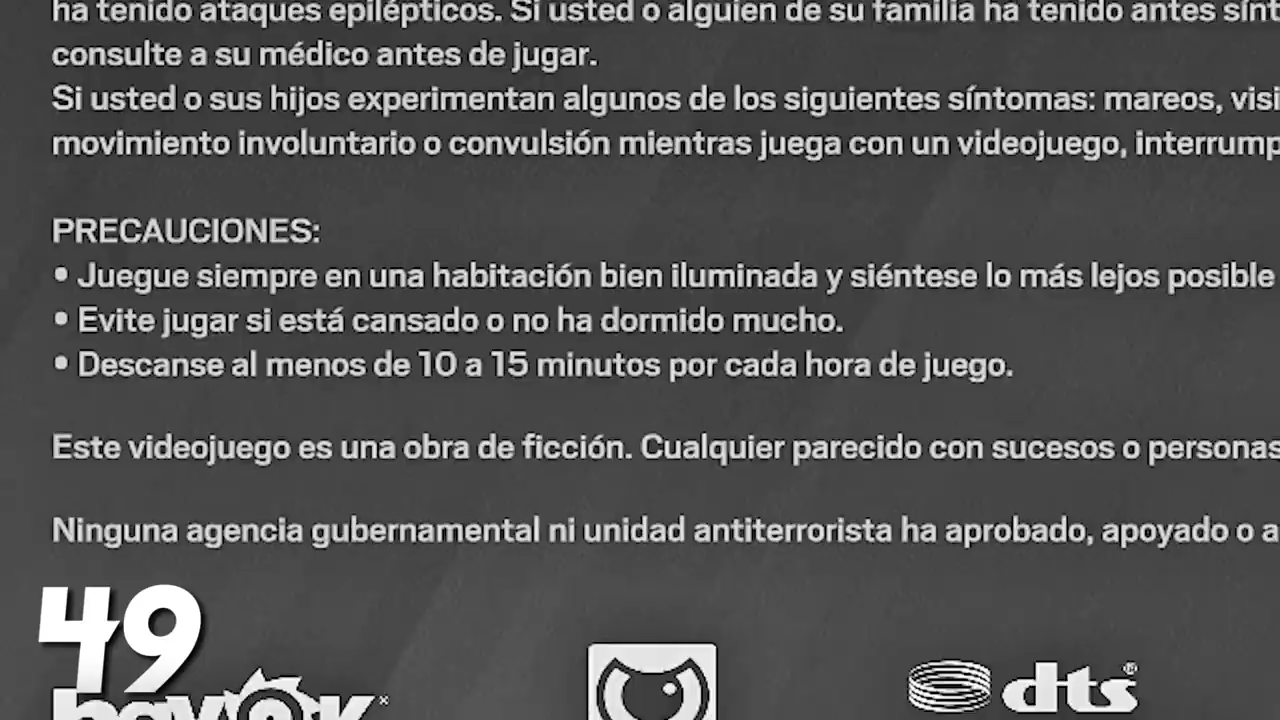 ha tenido ataques epilépticos. Si usted o alguien de su familia ha tenido antes
consulte a su médico antes de jugar.
Si usted o sus hijos experimentan algunos de los siguientes síntomas: mareos,
movimiento involuntario o convulsión mientras juega con un videojuego,
PRECAUCIONES:
• Juegue siempre en una habitación bien iluminada y siéntese lo más lejos posible
• Evite jugar si está cansado o no ha dormido mucho.
• Descanse al menos de 10 a 15 minutos por cada hora de juego.
Este videojuego es una obra de ficción. Cualquier parecido con sucesos o personas
Ninguna agencia gubernamental ni unidad antiterrorista ha aprobado, apoyado o
49
havok
dts®